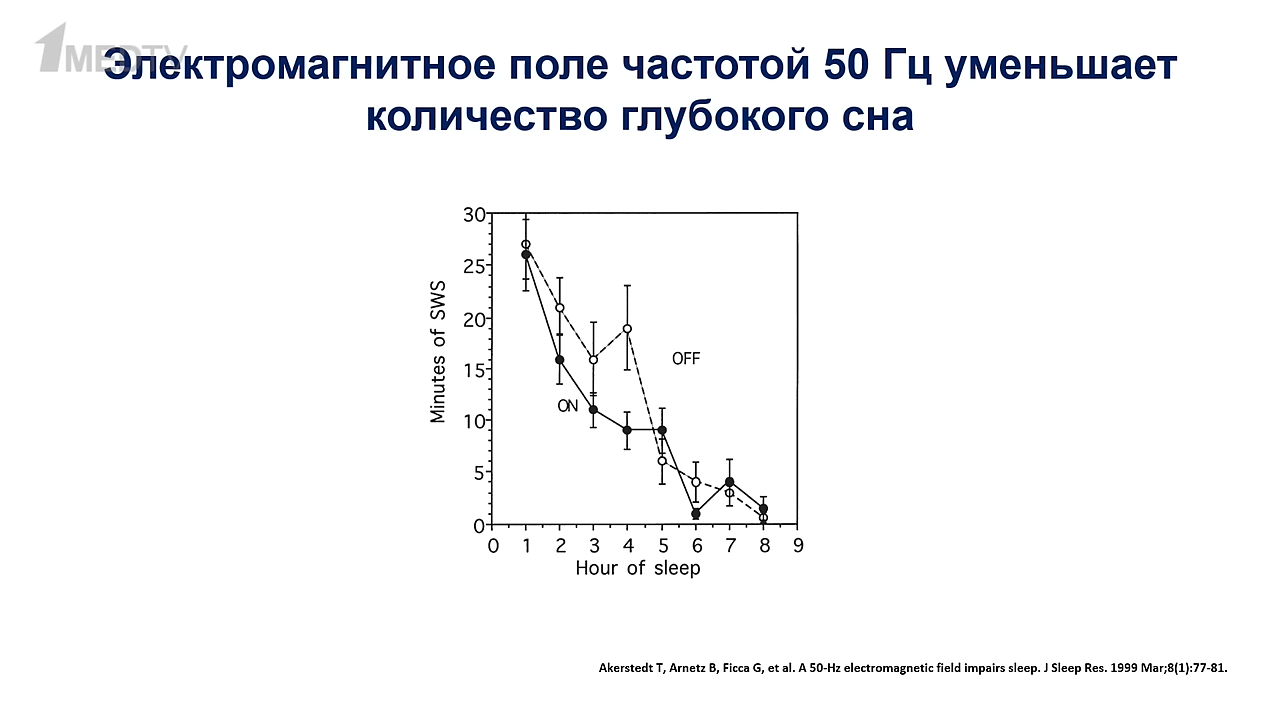 1MEDTV
Электромагнитное поле частотой 50 Гц уменьшает
количество глубокого сна
30
25
20
15
10
5
0
Minutes of SWS
OFF
ON
0 1 2 3 4 5 6 7 8 9
Hour of sleep
Akerstedt T, Arnetz B, Ficca G, et al. A 50-Hz electromagnetic field impairs sleep. J Sleep Res. 1999 Mar;8(1):77-81.